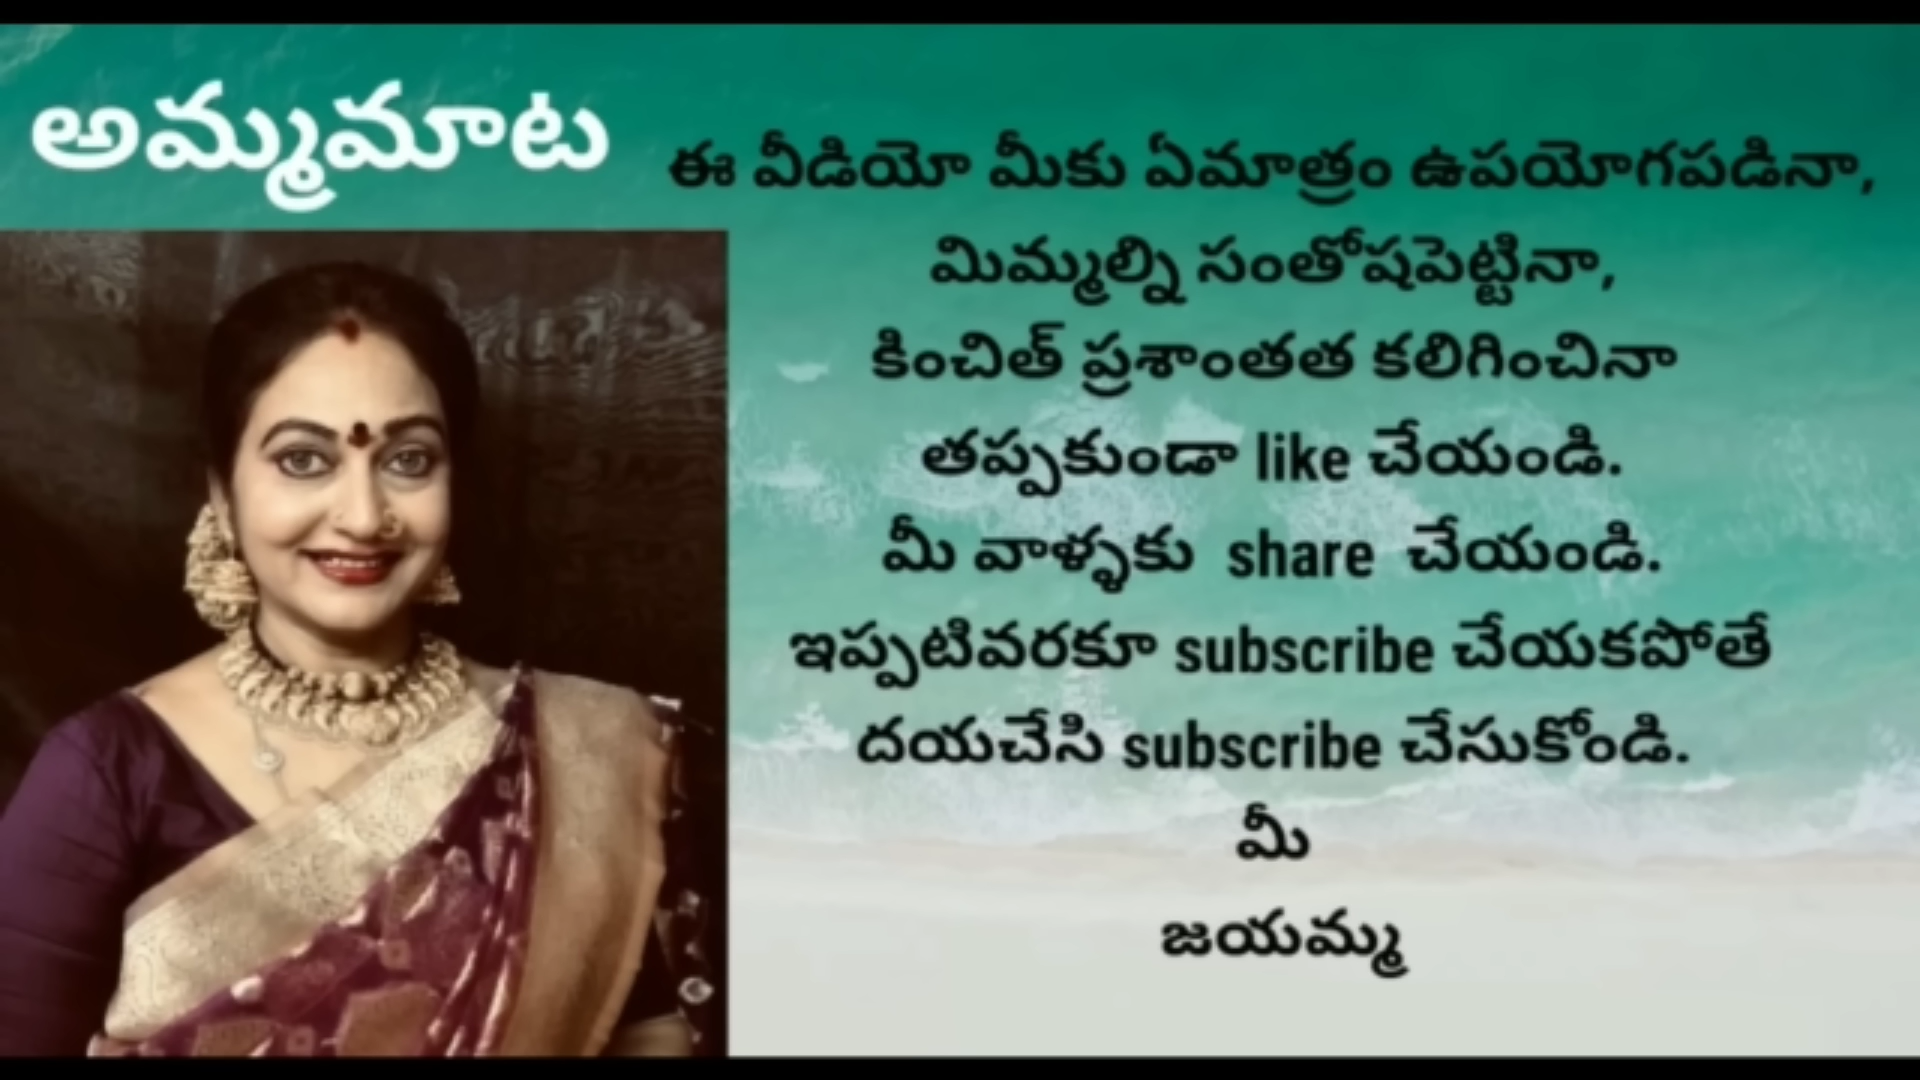 అమ్మమాట
ఈ వీడియో మీకు ఏమాత్రం ఉపయోగపడినా,
మిమ్మల్ని సంతోషపెట్టినా,
కించిత్ ప్రశాంతత కలిగించినా
తప్పకుండా like చేయండి.
మీ వాళ్ళకు share చేయండి.
ఇప్పటివరకూ subscribe చేయకపోతే
దయచేసి subscribe చేసుకోండి.
మీ
జయమ్మ